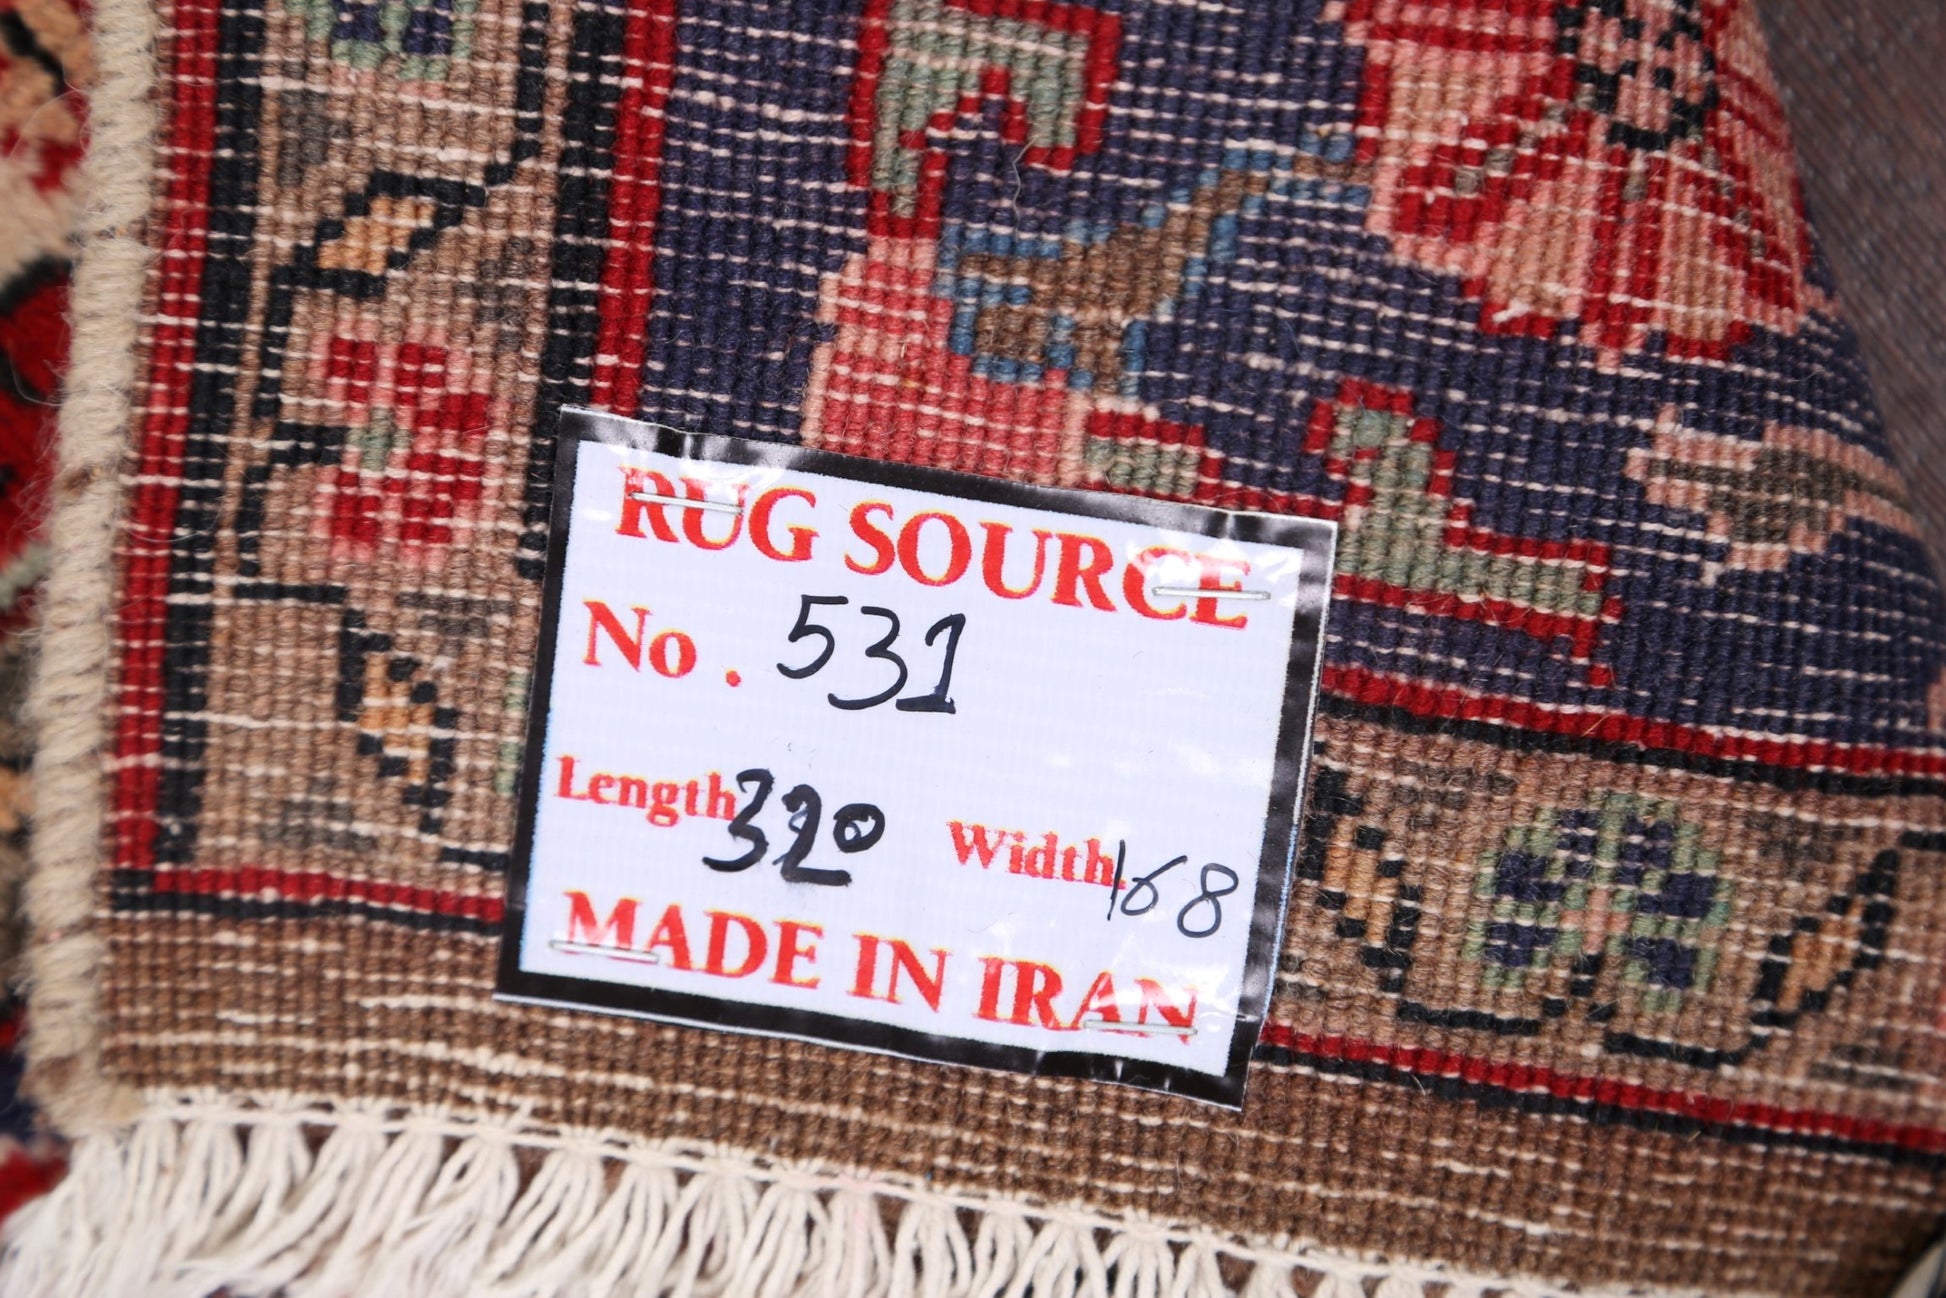 RUG SOURCE
No . 531
Length 320 Width. 168
MADE IN IRAN